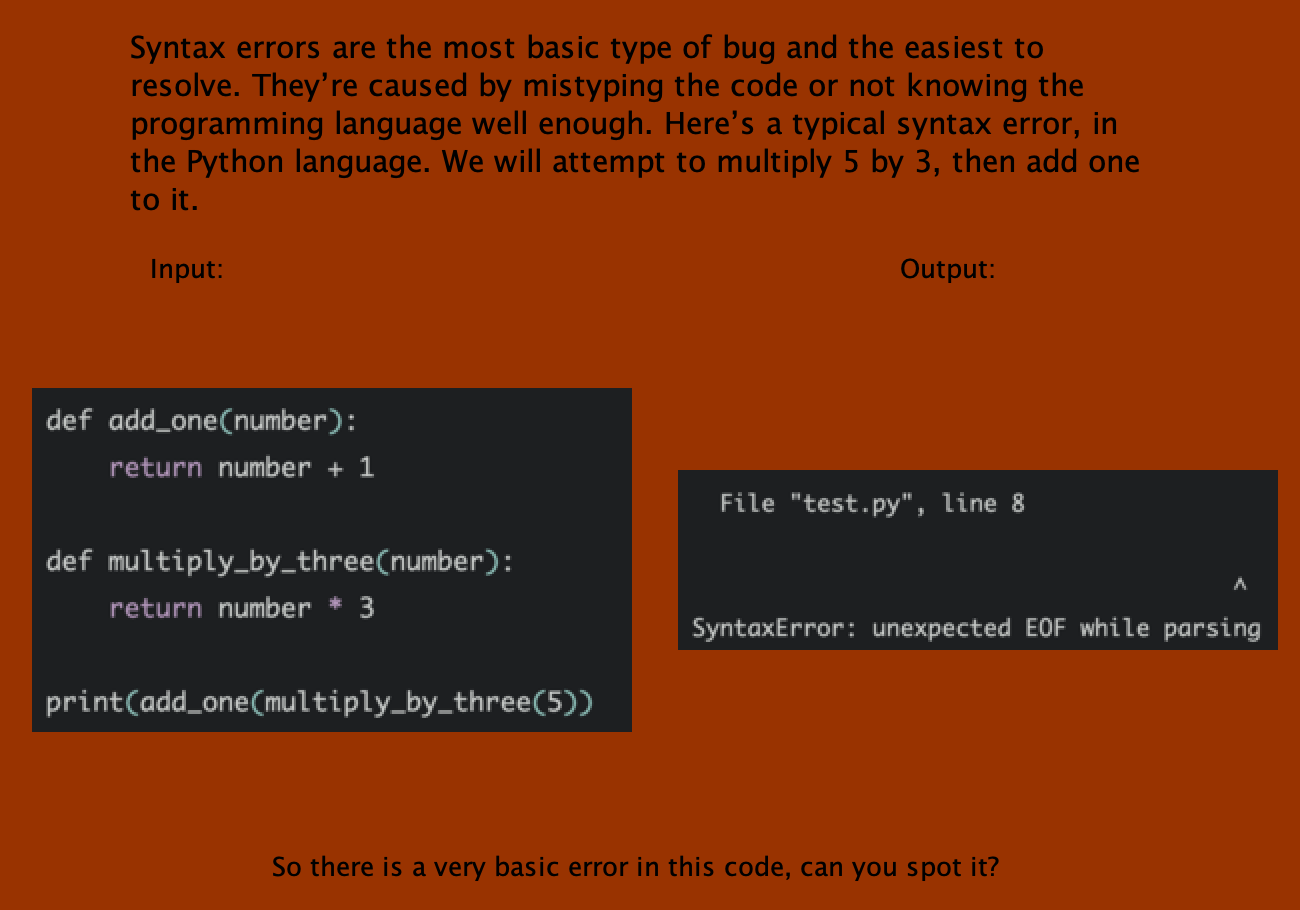 Syntax errors are the most basic type of bug and the easiest to
resolve. They’re caused by mistyping the code or not knowing the
programming language well enough. Here’s a typical syntax error, in
the Python language. We will attempt to multiply 5 by 3, then add one
to it.
Input:
Output:
def add_one(number):
    return number + 1
def multiply_by_three(number):
    return number * 3
print(add_one(multiply_by_three(5))
File "test.py", line 8
^
SyntaxError: unexpected EOF while parsing
So there is a very basic error in this code, can you spot it?